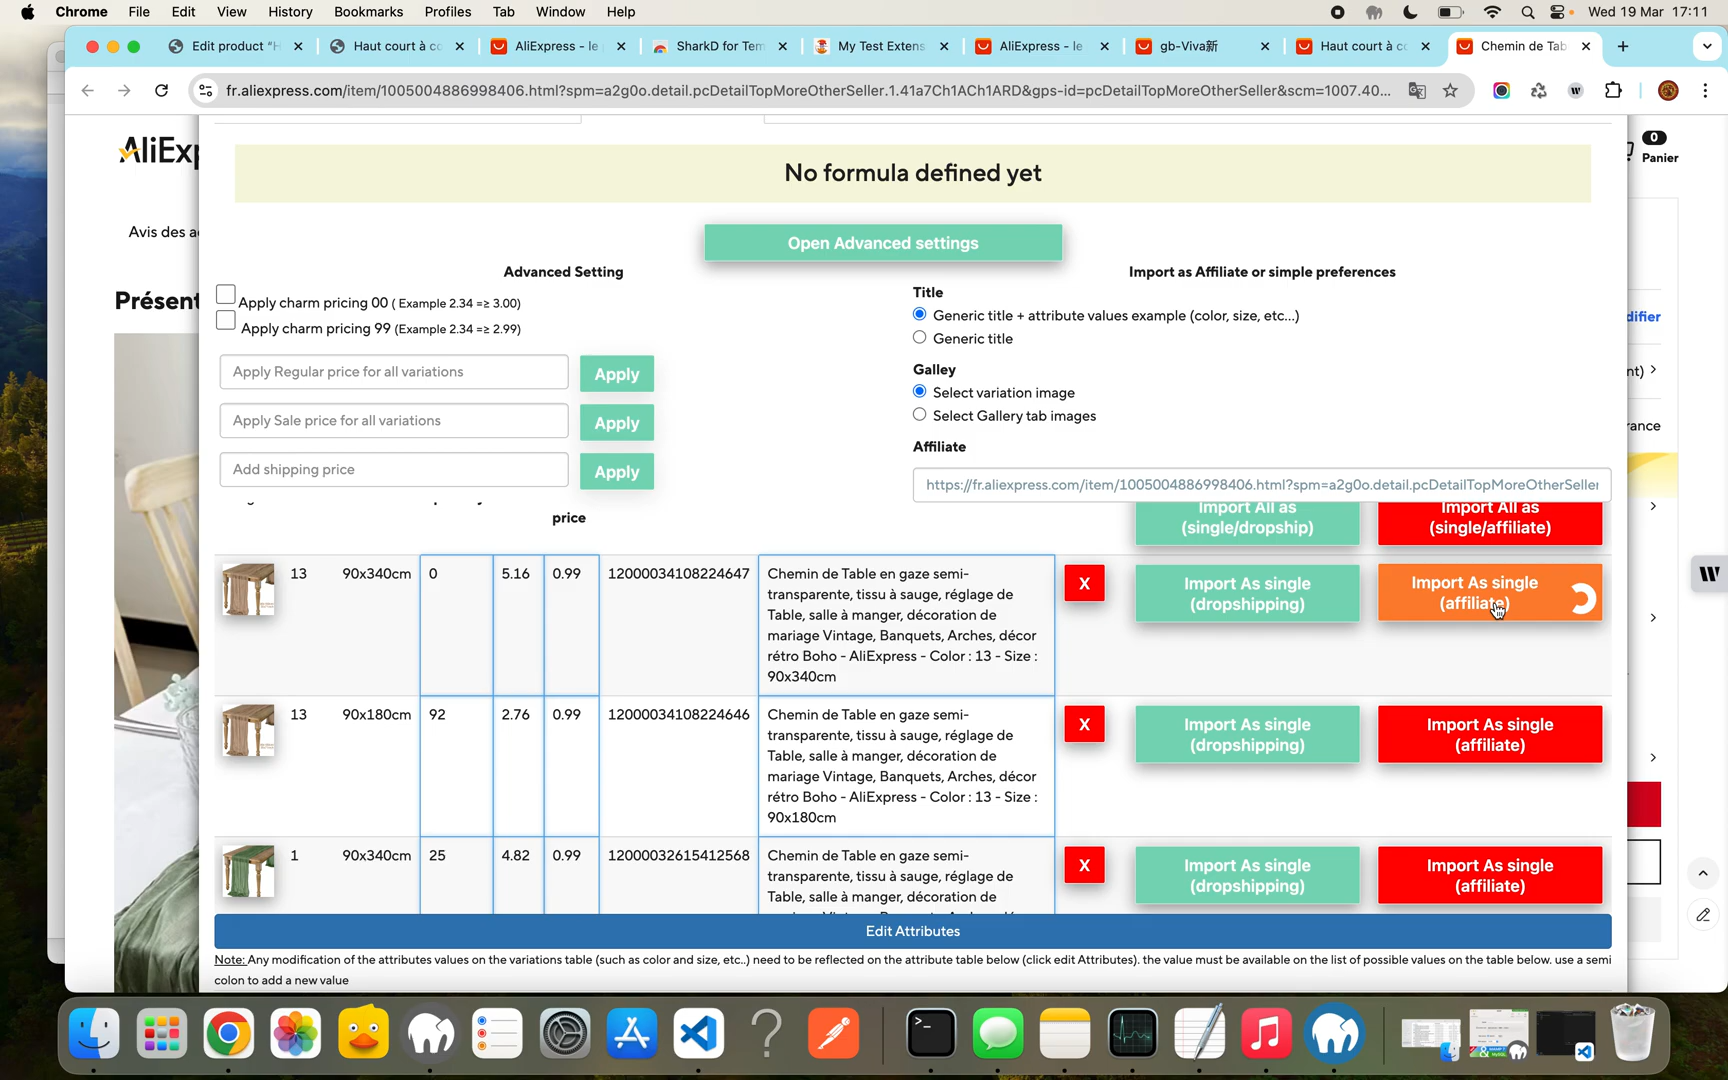 Chrome File Edit View History Bookmarks Profiles Tab Window Help Wed 19 Mar 17:11
Edit product "H Haut court à co AliExpress - le SharkD for Tem My Test Extens AliExpress - le gb-Viva新 Haut court à co Chemin de Tab
fr.aliexpress.com/item/1005004886998406.html?spm=a2g0o.detail.pcDetailTopMoreOtherSeller.1.41a7Ch1ACh1ARD&gps-id=pcDetailTopMoreOtherSeller&scm=1007.40...
AliExp
0
Panier
No formula defined yet
Avis des a
Open Advanced settings
Advanced Setting
Import as Affiliate or simple preferences
Présent
Title
Apply charm pricing 00 ( Example 2.34 => 3.00)
Generic title + attribute values example (color, size, etc...)
difier
Apply charm pricing 99 (Example 2.34 => 2.99)
Generic title
Apply Regular price for all variations Apply
Galley
nt)
Select variation image
Apply Sale price for all variations Apply
Select Gallery tab images
rance
Affiliate
Add shipping price Apply
https://fr.aliexpress.com/item/1005004886998406.html?spm=a2g0o.detail.pcDetailTopMoreOtherSeller
price
Import All as
(single/dropship)
Import All as
(single/affiliate)
13 90x340cm 0 5.16 0.99 12000034108224647
Chemin de Table en gaze semi-
transparente, tissu à sauge, réglage de
Table, salle à manger, décoration de
mariage Vintage, Banquets, Arches, décor
rétro Boho - AliExpress - Color : 13 - Size :
90x340cm
X
Import As single
(dropshipping)
Import As single
(affiliate)
W
13 90x180cm 92 2.76 0.99 12000034108224646
Chemin de Table en gaze semi-
transparente, tissu à sauge, réglage de
Table, salle à manger, décoration de
mariage Vintage, Banquets, Arches, décor
rétro Boho - AliExpress - Color : 13 - Size :
90x180cm
X
Import As single
(dropshipping)
Import As single
(affiliate)
1 90x340cm 25 4.82 0.99 12000032615412568
Chemin de Table en gaze semi-
transparente, tissu à sauge, réglage de
Table, salle à manger, décoration de
X
Import As single
(dropshipping)
Import As single
(affiliate)
Edit Attributes
Note: Any modification of the attributes values on the variations table (such as color and size, etc..) need to be reflected on the attribute table below (click edit Attributes). the value must be available on the list of possible values on the table below. use a semi
colon to add a new value